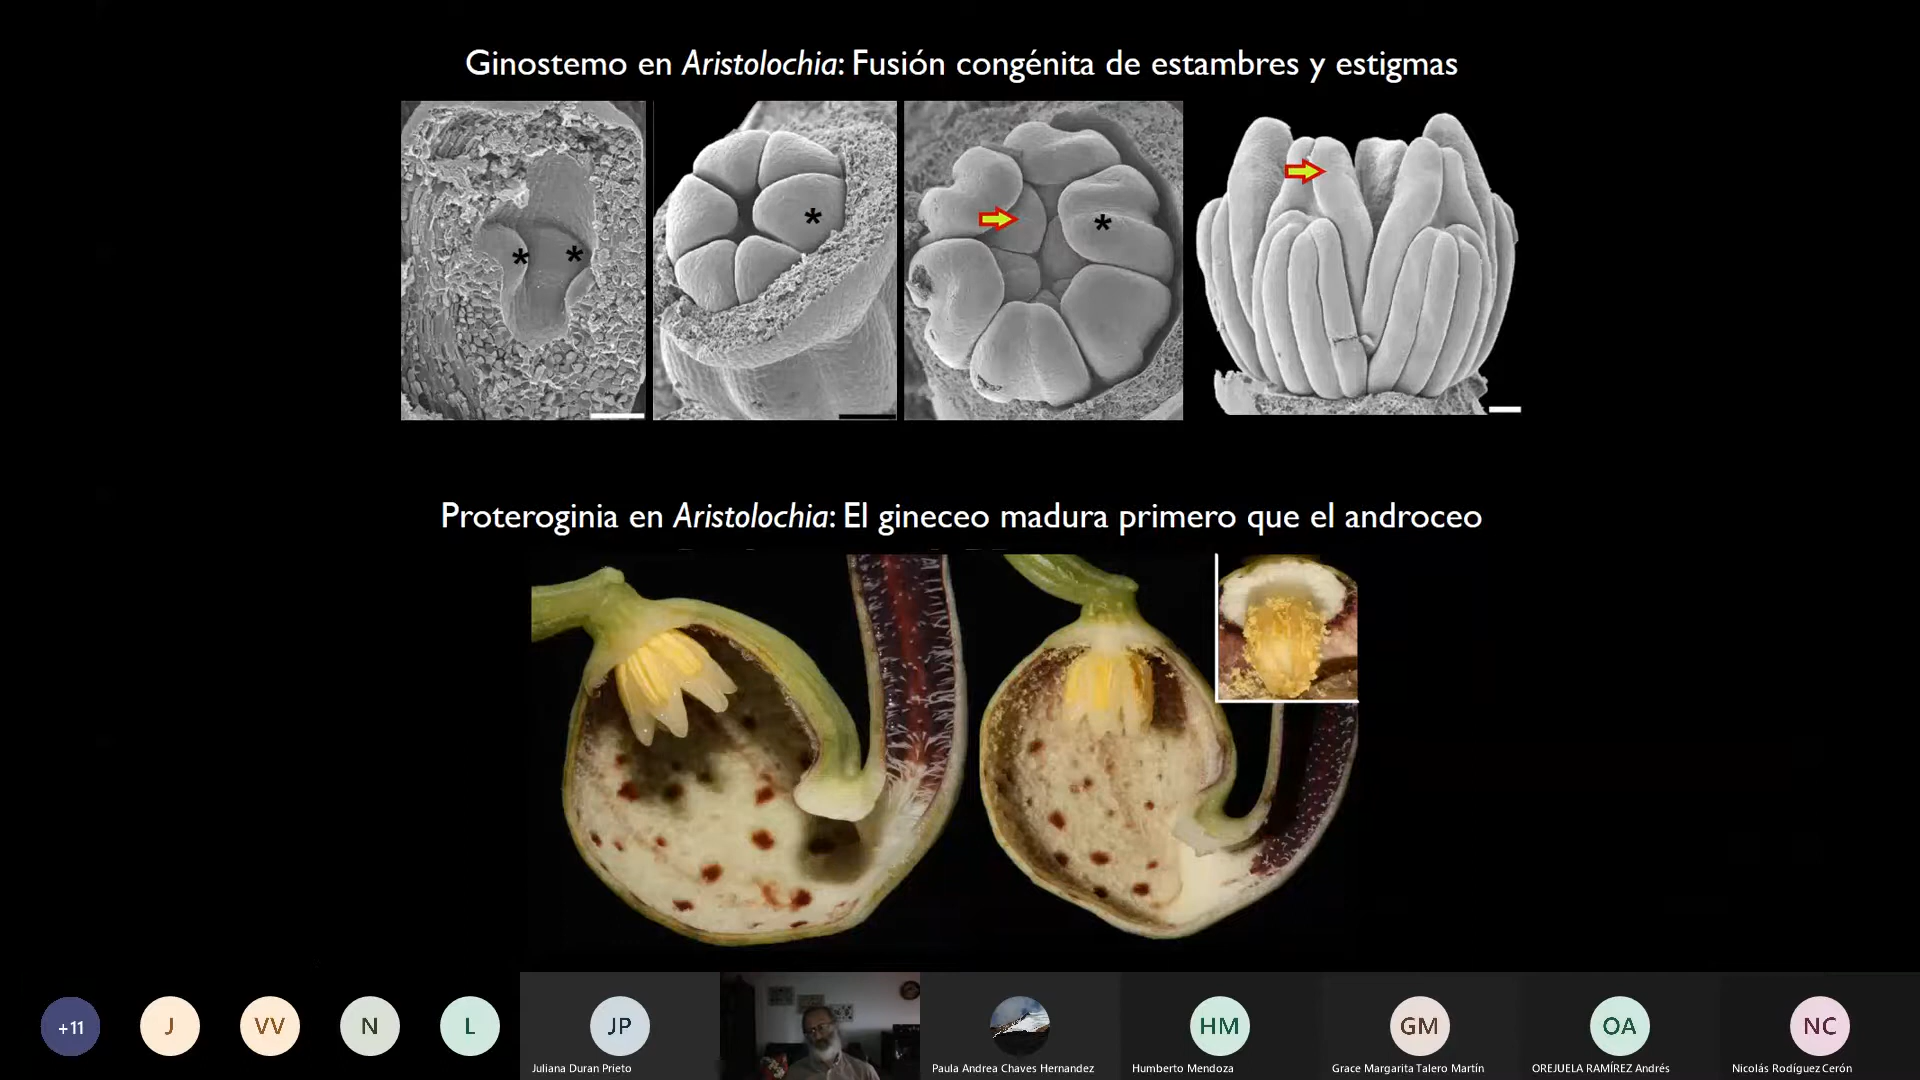 Ginostemo en Aristolochia: Fusión congénita de estambres y estigmas
* *
*
*
Proteroginia en Aristolochia: El gineceo madura primero que el androceo
+11
J
VV
N
L
JP
HM
GM
OA
NC
Juliana Duran Prieto
Paula Andrea Chaves Hernandez
Humberto Mendoza
Grace Margarita Talero Martín
OREJUELA RAMÍREZ Andrés
Nicolás Rodíguez Cerón